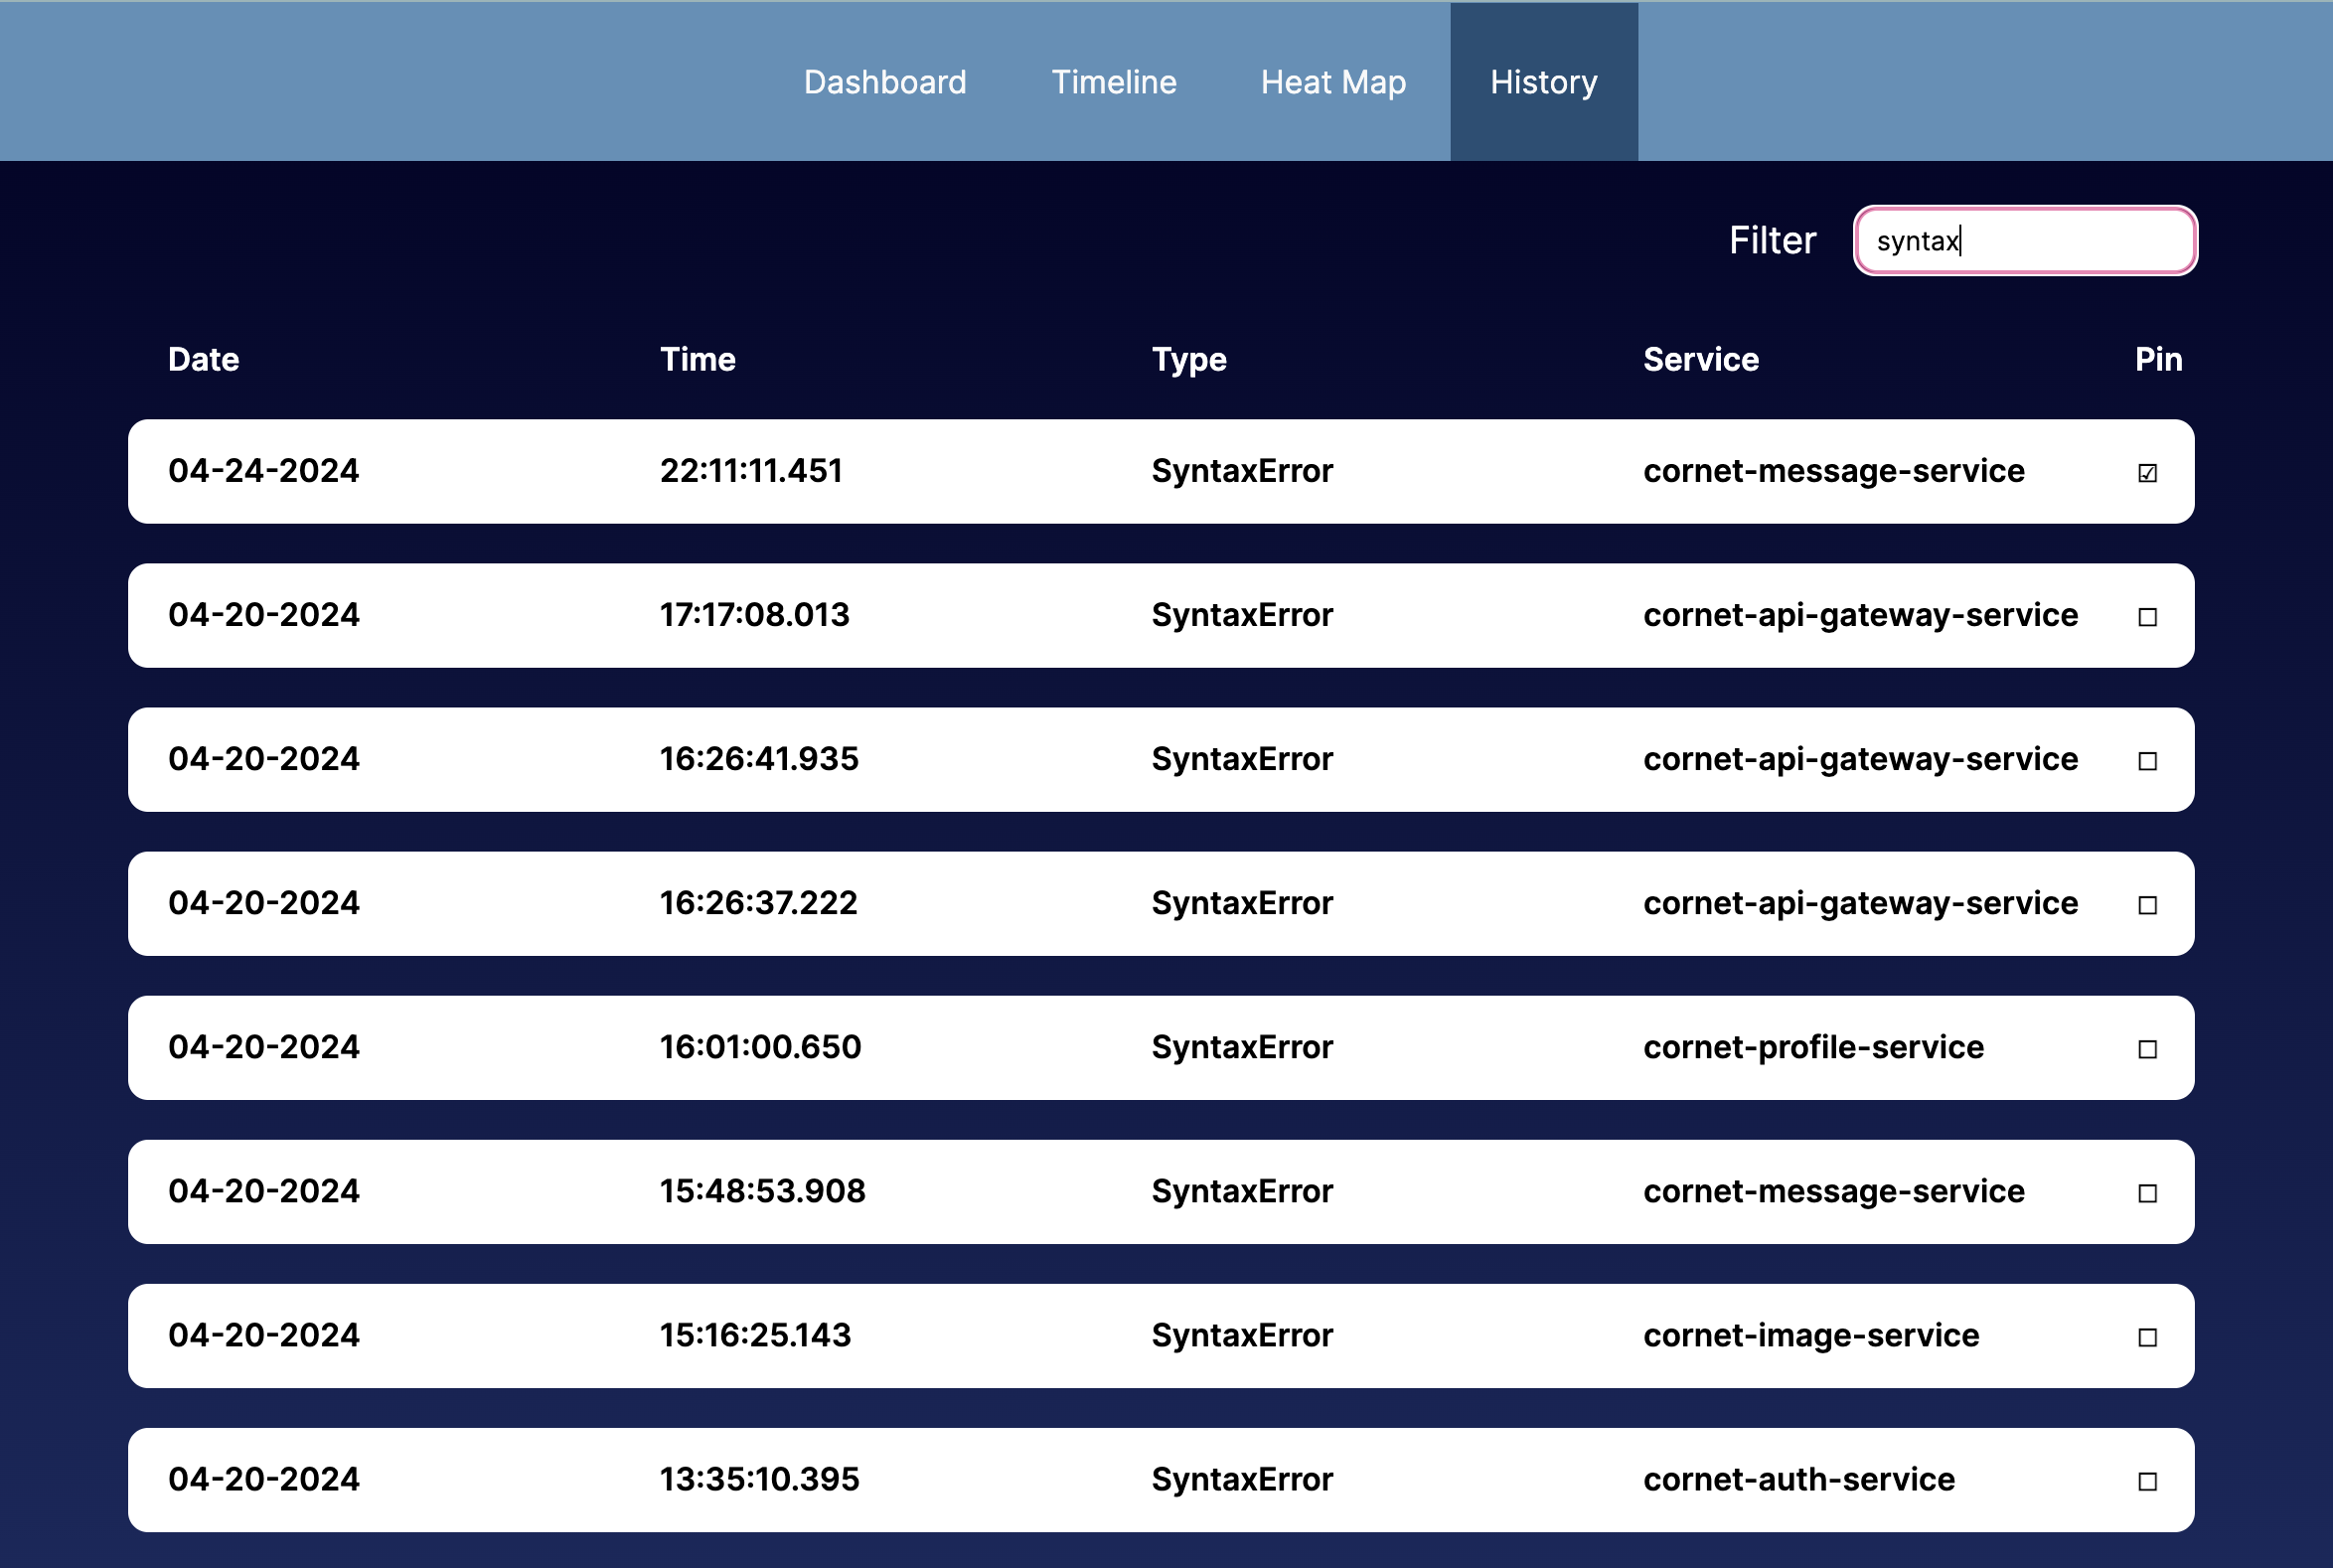 Dashboard Timeline Heat Map History
Filter syntax
Date Time Type Service Pin
04-24-2024 22:11:11.451 SyntaxError cornet-message-service ☑
04-20-2024 17:17:08.013 SyntaxError cornet-api-gateway-service ☐
04-20-2024 16:26:41.935 SyntaxError cornet-api-gateway-service ☐
04-20-2024 16:26:37.222 SyntaxError cornet-api-gateway-service ☐
04-20-2024 16:01:00.650 SyntaxError cornet-profile-service ☐
04-20-2024 15:48:53.908 SyntaxError cornet-message-service ☐
04-20-2024 15:16:25.143 SyntaxError cornet-image-service ☐
04-20-2024 13:35:10.395 SyntaxError cornet-auth-service ☐